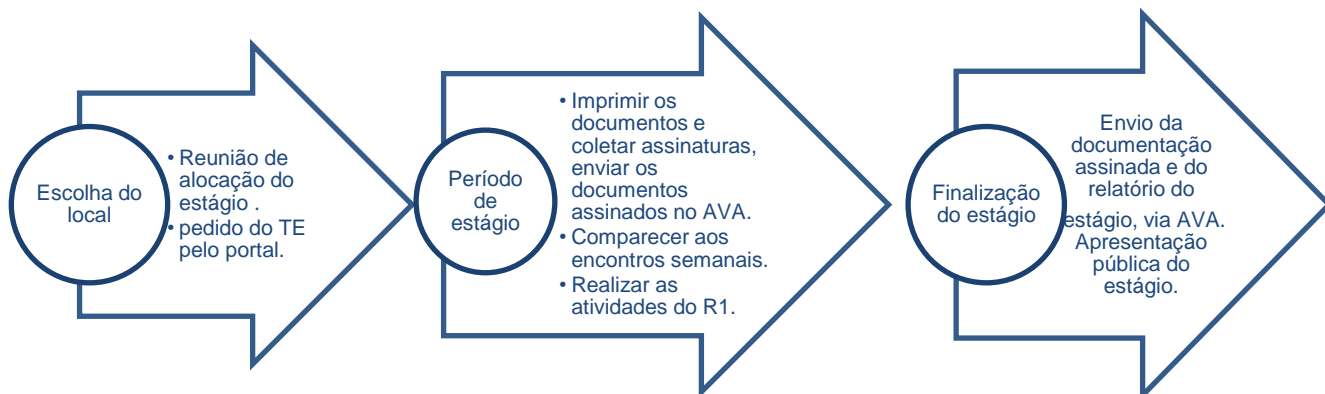 Escolha do
local
• Reunião de
alocação do
estágio .
• pedido do TE
pelo portal.
Período
de
estágio
• Imprimir os
documentos e
coletar assinaturas,
enviar os
documentos
assinados no AVA.
• Comparecer aos
encontros semanais.
• Realizar as
atividades do R1.
Finalização
do estágio
Envio da
documentação
assinada e do
relatório do
estágio, via AVA.
Apresentação
pública do
estágio.